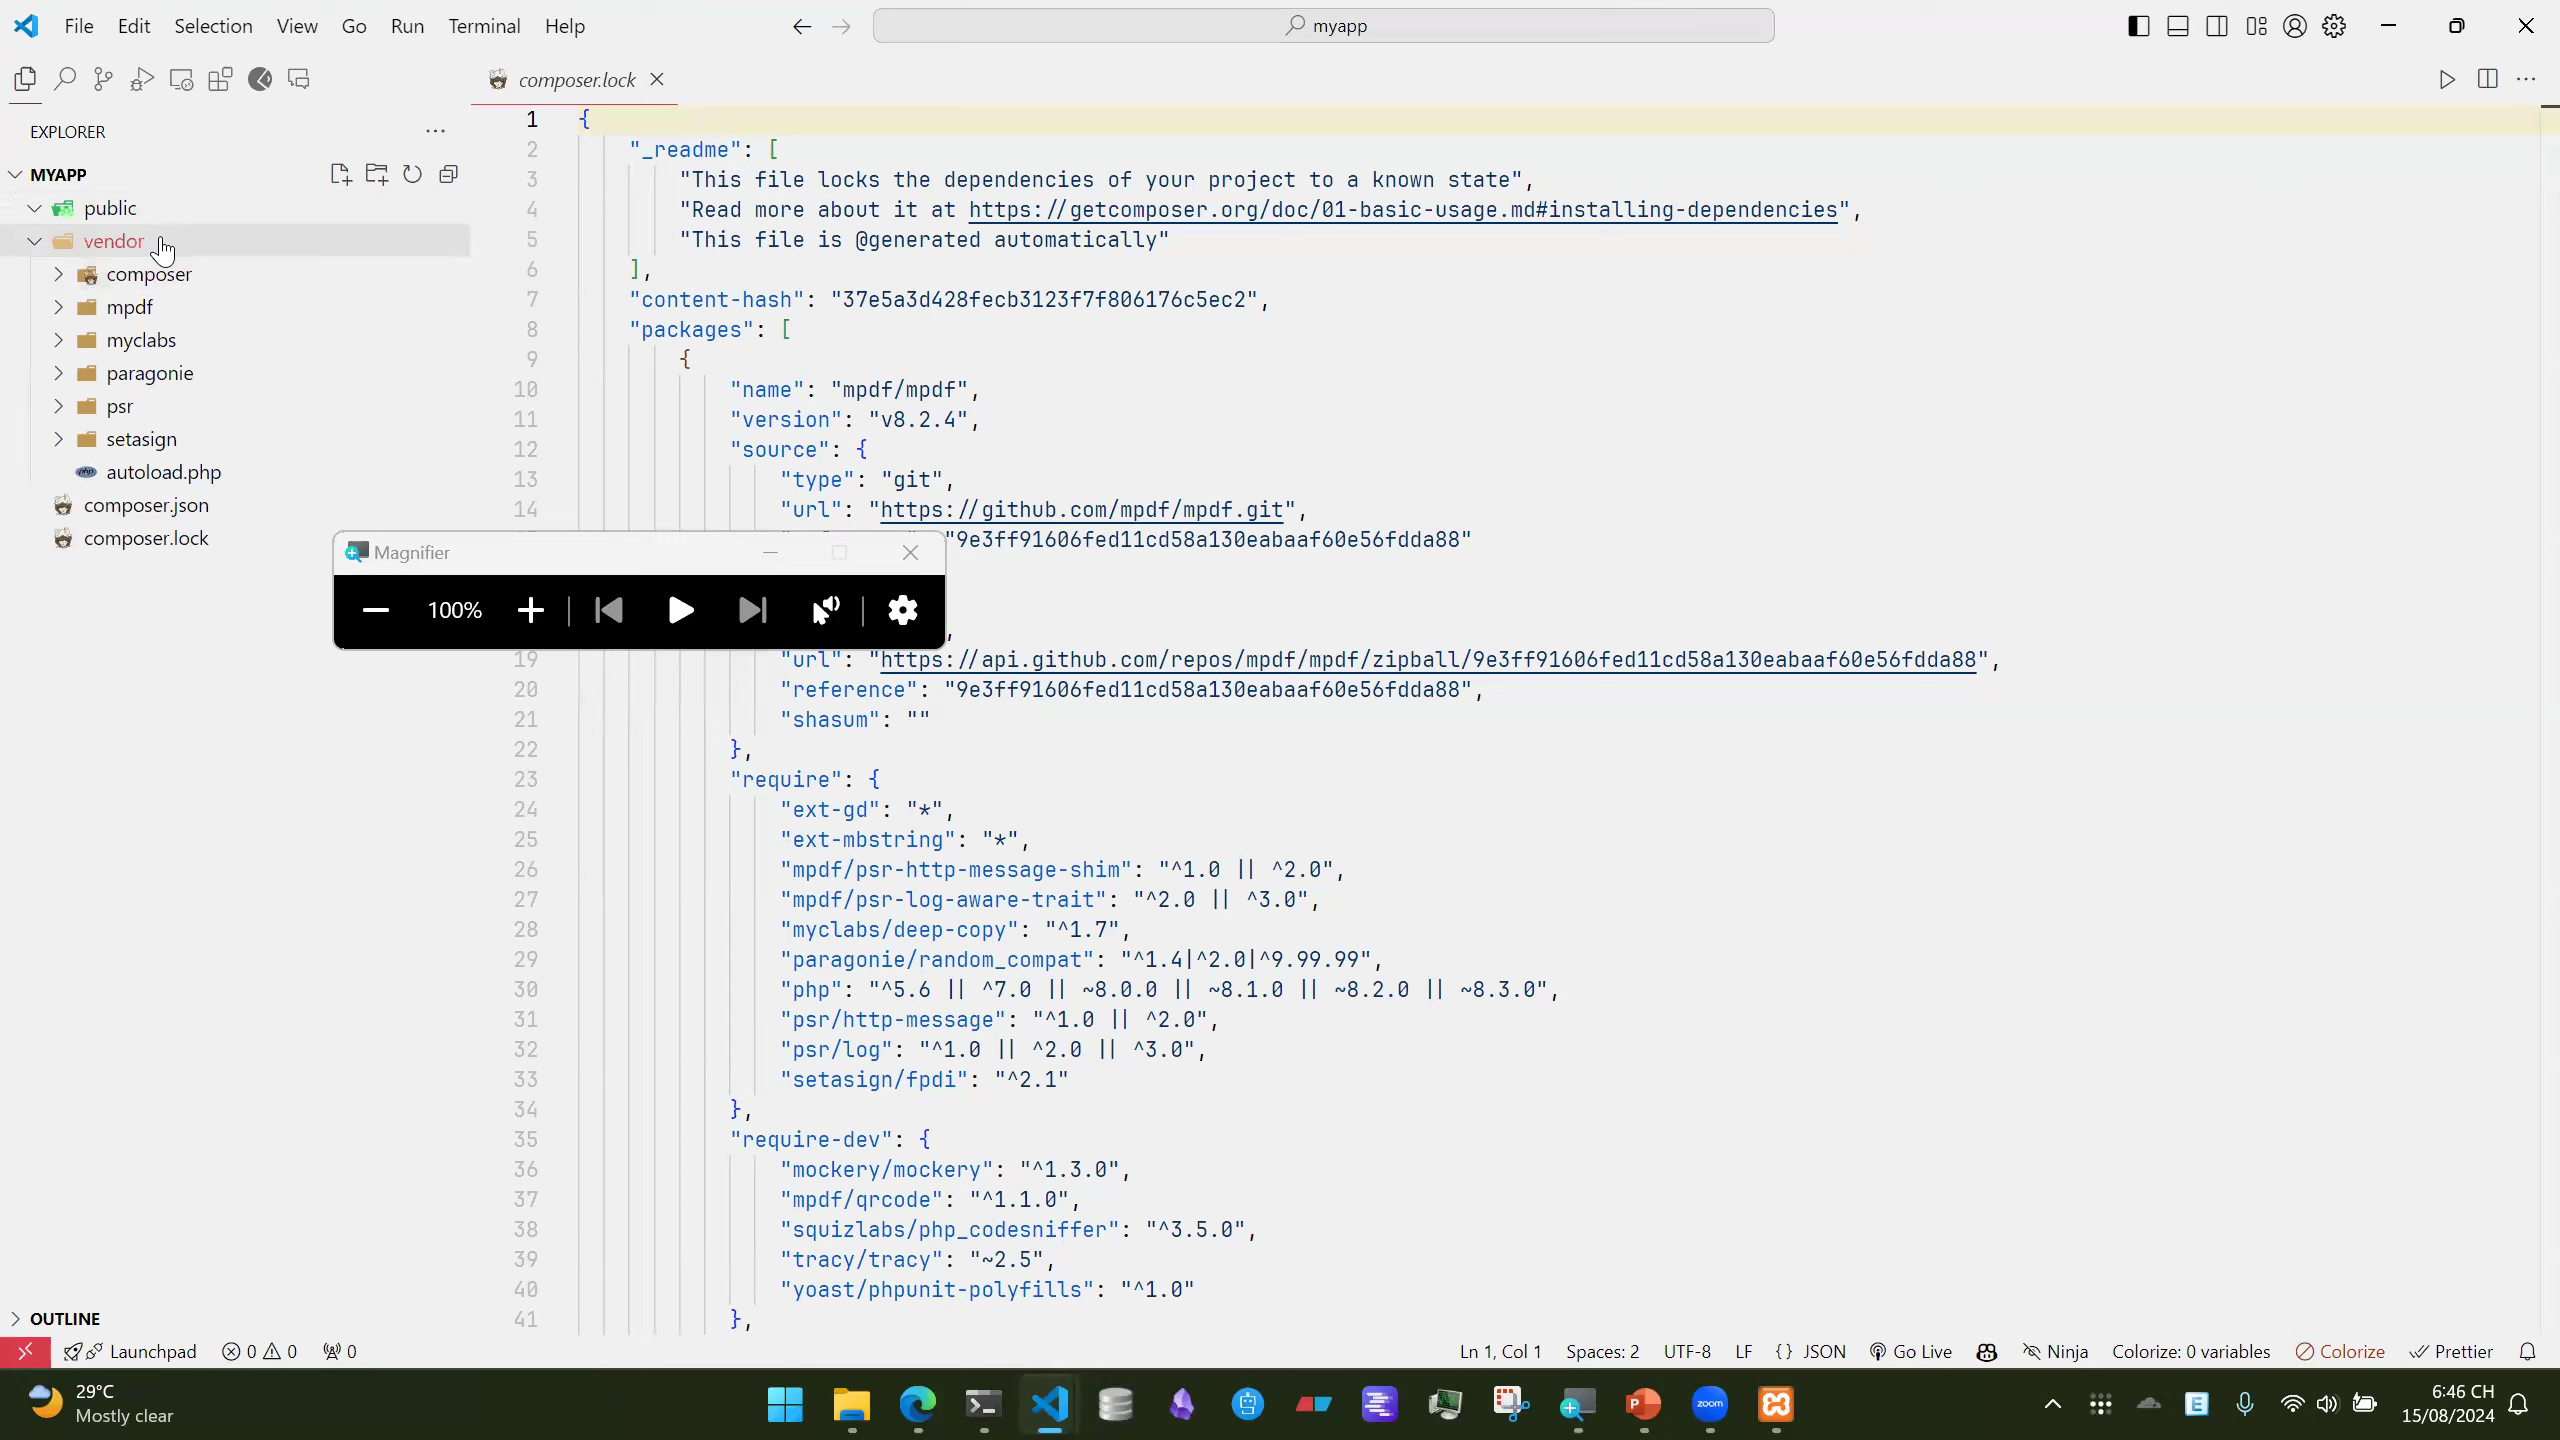 File Edit Selection View Go Run Terminal Help
myapp
composer.lock
EXPLORER
MYAPP
public
vendor
composer
mpdf
myclabs
paragonie
psr
setasign
autoload.php
composer.json
composer.lock
OUTLINE
1 {
2 "_readme": [
3 "This file locks the dependencies of your project to a known state",
4 "Read more about it at https://getcomposer.org/doc/01-basic-usage.md#installing-dependencies",
5 "This file is @generated automatically"
6 ],
7 "content-hash": "37e5a3d428fecb3123f7f806176c5ec2",
8 "packages": [
9 {
10 "name": "mpdf/mpdf",
11 "version": "v8.2.4",
12 "source": {
13 "type": "git",
14 "url": "https://github.com/mpdf/mpdf.git",
"9e3ff91606fed11cd58a130eabaaf60e56fdda88"
Magnifier
100%
,
19 "url": "https://api.github.com/repos/mpdf/mpdf/zipball/9e3ff91606fed11cd58a130eabaaf60e56fdda88",
20 "reference": "9e3ff91606fed11cd58a130eabaaf60e56fdda88",
21 "shasum": ""
22 },
23 "require": {
24 "ext-gd": "*",
25 "ext-mbstring": "*",
26 "mpdf/psr-http-message-shim": "^1.0 || ^2.0",
27 "mpdf/psr-log-aware-trait": "^2.0 || ^3.0",
28 "myclabs/deep-copy": "^1.7",
29 "paragonie/random_compat": "^1.4|^2.0|^9.99.99",
30 "php": "^5.6 || ^7.0 || ~8.0.0 || ~8.1.0 || ~8.2.0 || ~8.3.0",
31 "psr/http-message": "^1.0 || ^2.0",
32 "psr/log": "^1.0 || ^2.0 || ^3.0",
33 "setasign/fpdi": "^2.1"
34 },
35 "require-dev": {
36 "mockery/mockery": "^1.3.0",
37 "mpdf/qrcode": "^1.1.0",
38 "squizlabs/php_codesniffer": "^3.5.0",
39 "tracy/tracy": "~2.5",
40 "yoast/phpunit-polyfills": "^1.0"
41 },
Launchpad 0 0 0 Ln 1, Col 1 Spaces: 2 UTF-8 LF {} JSON Go Live Ninja Colorize: 0 variables Colorize Prettier
29°C
Mostly clear
zoom
6:46 CH
15/08/2024